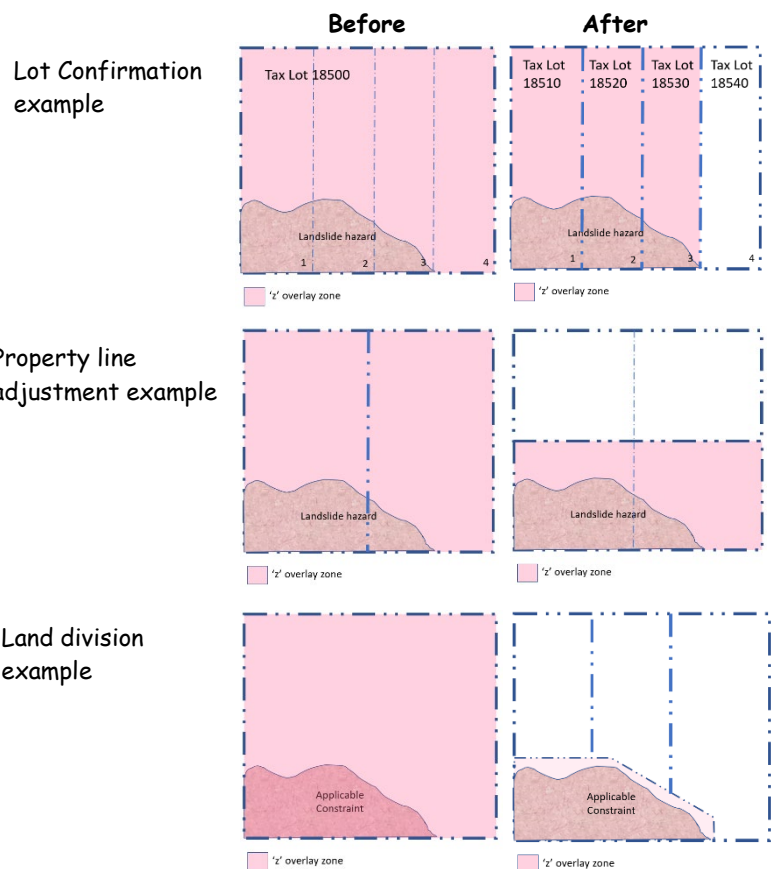 Before
After
Lot Confirmation
example
Tax Lot 18500
Landslide hazard
1 2 3 4
'z' overlay zone
Tax Lot Tax Lot Tax Lot Tax Lot
18510 18520 18530 18540
Landslide hazard
1 2 3 4
'z' overlay zone
Property line
adjustment example
Landslide hazard
'z' overlay zone
Landslide hazard
'z' overlay zone
Land division
example
Applicable
Constraint
'z' overlay zone
Applicable
Constraint
'z' overlay zone